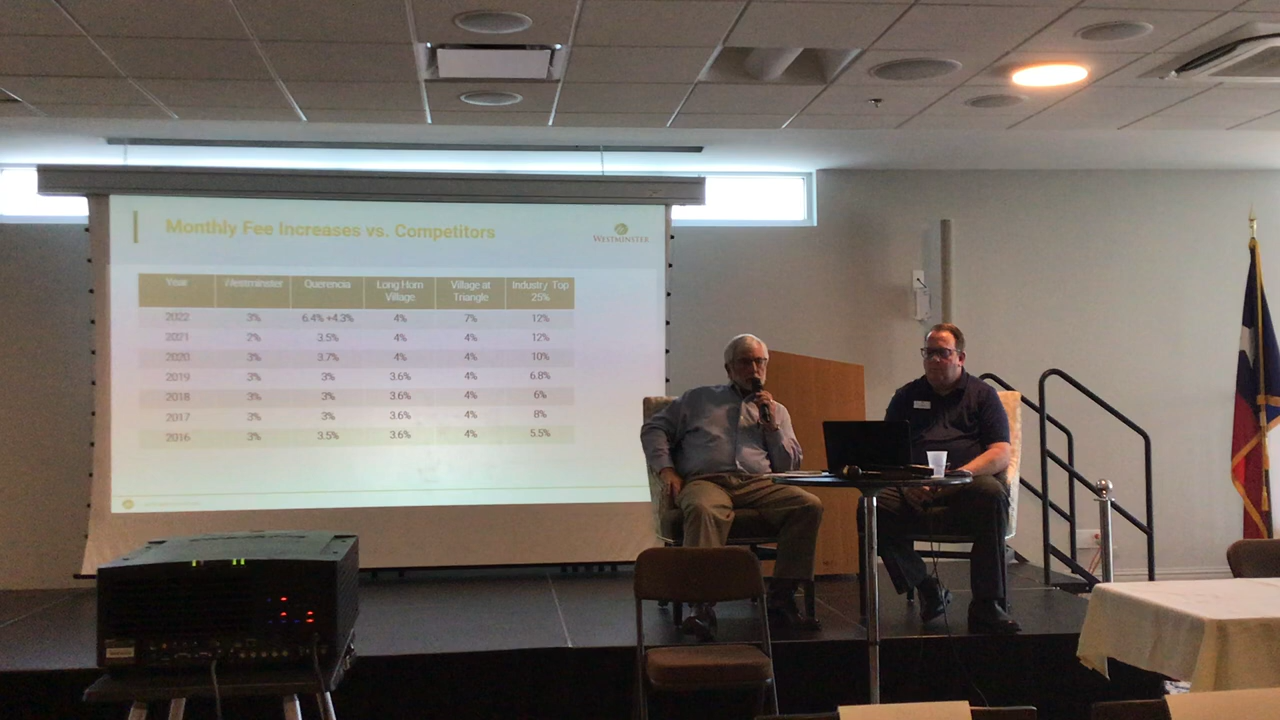 Monthly Fee Increases vs. Competitors
WESTMINSTER
Year Westminster Querencia Long Horn Village Village at Triangle Industry Top 25%
2022 3% 6.4% +4.3% 4% 7% 12%
2021 2% 3.5% 4% 4% 12%
2020 3% 3.7% 4% 4% 10%
2019 3% 3% 3.6% 4% 6.8%
2018 3% 3% 3.6% 4% 6%
2017 3% 3% 3.6% 4% 8%
2016 3% 3.5% 3.6% 4% 5.5%